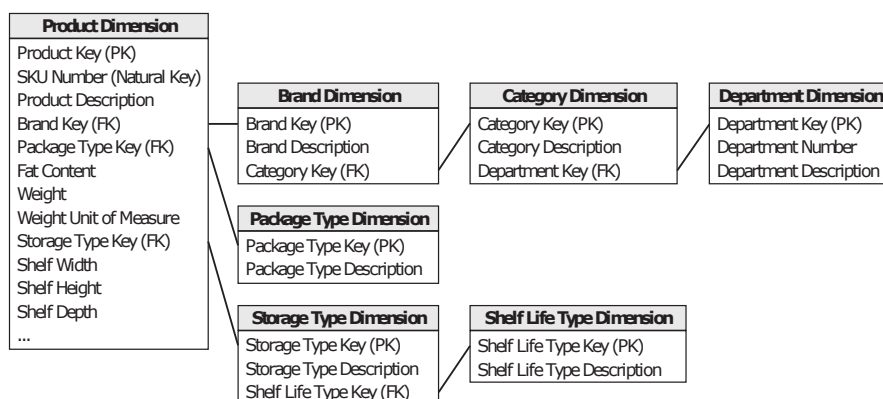 Product Dimension
Product Key (PK)
SKU Number (Natural Key)
Product Description
Brand Key (FK)
Package Type Key (FK)
Fat Content
Weight
Weight Unit of Measure
Storage Type Key (FK)
Shelf Width
Shelf Height
Shelf Depth
...
Brand Dimension
Brand Key (PK)
Brand Description
Category Key (FK)
Category Dimension
Category Key (PK)
Category Description
Department Key (FK)
Department Dimension
Department Key (PK)
Department Number
Department Description
Package Type Dimension
Package Type Key (PK)
Package Type Description
Storage Type Dimension
Storage Type Key (PK)
Storage Type Description
Shelf Life Type Key (FK)
Shelf Life Type Dimension
Shelf Life Type Key (PK)
Shelf Life Type Description